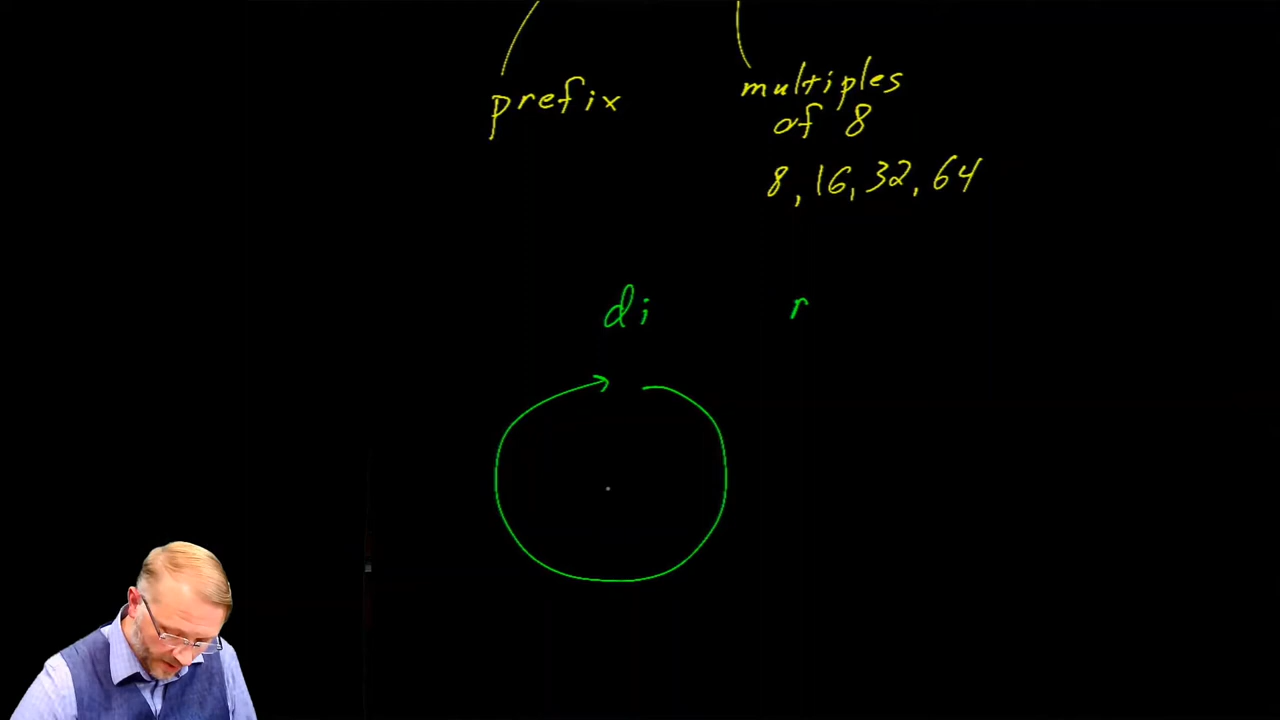 prefix
multiples
of 8
8, 16, 32, 64
di r